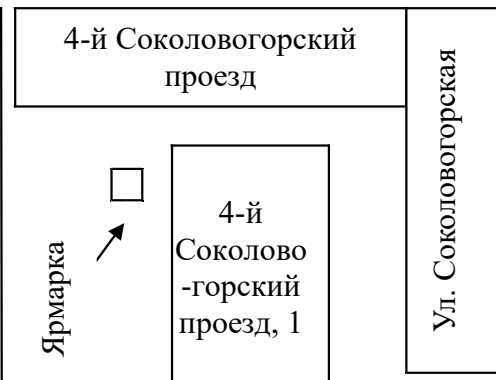 4-й Соколовогорский
проезд
4-й
Соколово
-горский
проезд, 1
Ярмарка
Ул. Соколовогорская